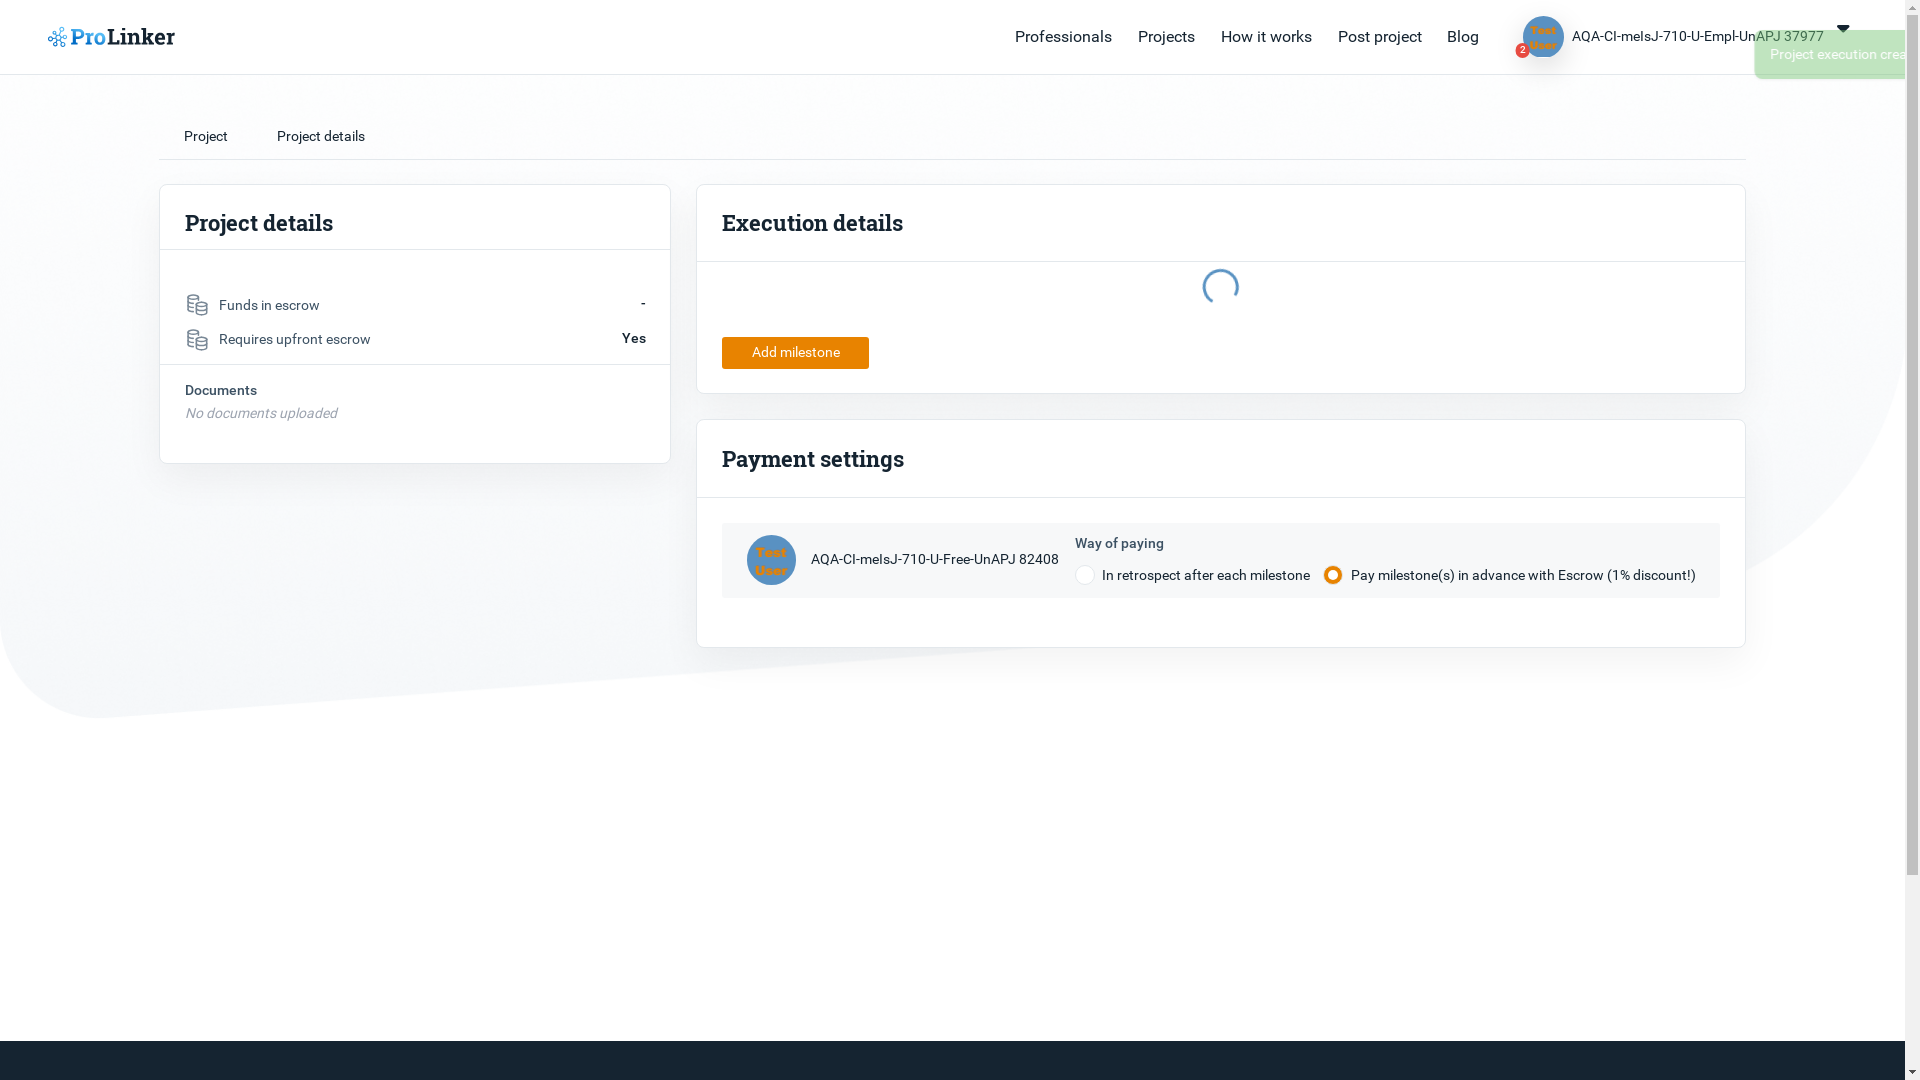 ProLinker
Professionals
Projects
How it works
Post project
Blog
Test
User
2
AQA-CI-meIsJ-710-U-Empl-UnAPJ 37977
Project execution
Project
Project details
Project details
Funds in escrow
-
Requires upfront escrow
Yes
Documents
No documents uploaded
Execution details
Add milestone
Payment settings
Test
User
AQA-CI-meIsJ-710-U-Free-UnAPJ 82408
Way of paying
In retrospect after each milestone
Pay milestone(s) in advance with Escrow (1% discount!)